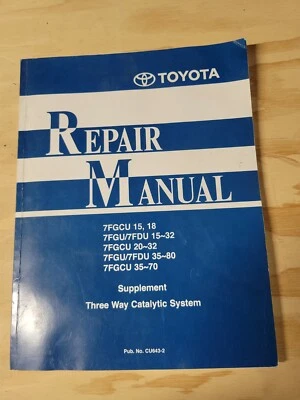 TOYOTA
REPAIR
MANUAL
7FGCU 15, 18
7FGU/7FDU 15~32
7FGCU 20~32
7FGU/7FDU 35~80
7FGCU 35~70
Supplement
Three Way Catalytic System
Pub. No. CU643-2